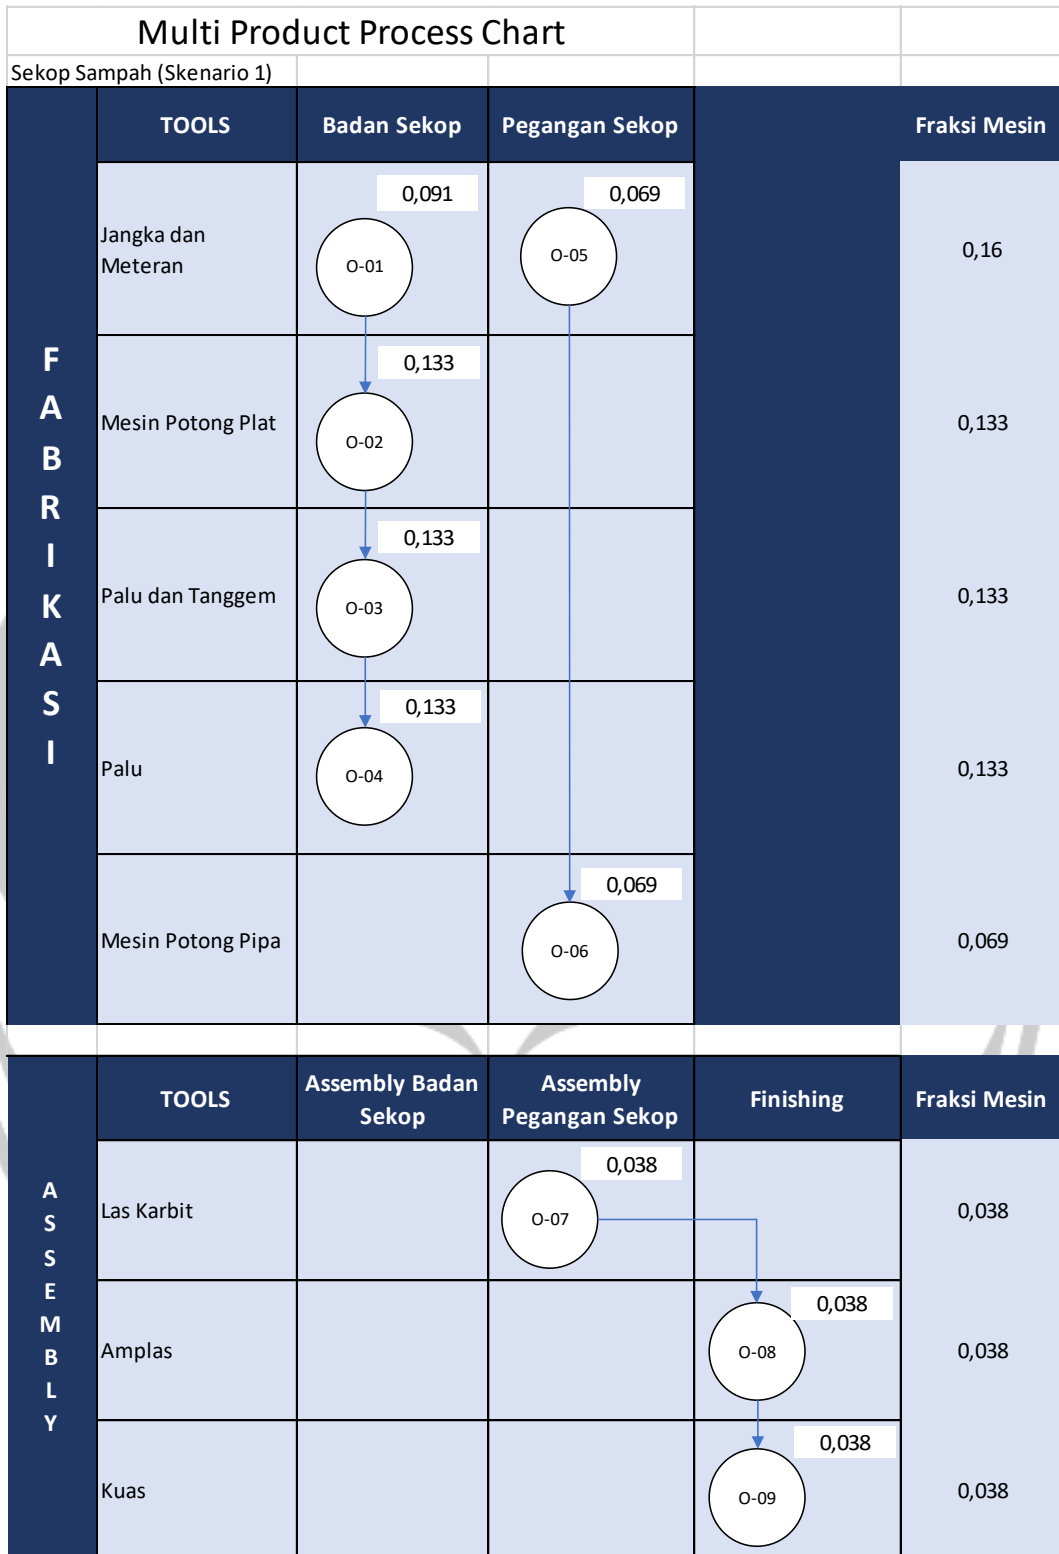 Multi Product Process Chart
Sekop Sampah (Skenario 1)
TOOLS
Badan Sekop
Pegangan Sekop
Fraksi Mesin
FABRIKASI
Jangka dan
Meteran
0,091
O-01
0,069
O-05
0,16
Mesin Potong Plat
0,133
O-02
0,133
Palu dan Tanggem
0,133
O-03
0,133
Palu
0,133
O-04
0,133
Mesin Potong Pipa
0,069
O-06
0,069
TOOLS
Assembly Badan
Sekop
Assembly
Pegangan Sekop
Finishing
Fraksi Mesin
ASSEMBLY
Las Karbit
0,038
O-07
0,038
Amplas
0,038
O-08
0,038
Kuas
0,038
O-09
0,038